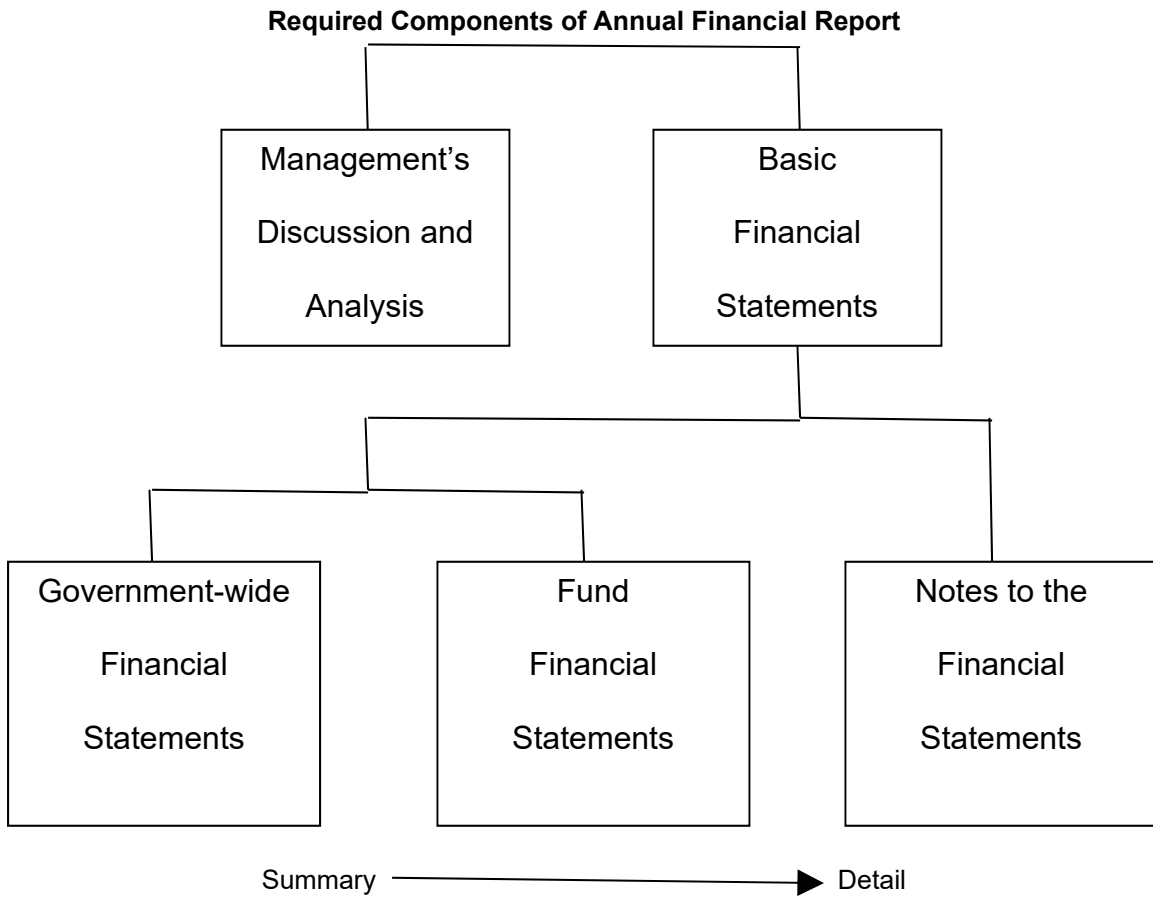 Required Components of Annual Financial Report
Management’s
Discussion and
Analysis
Basic
Financial
Statements
Government-wide
Financial
Statements
Fund
Financial
Statements
Notes to the
Financial
Statements
Summary
Detail